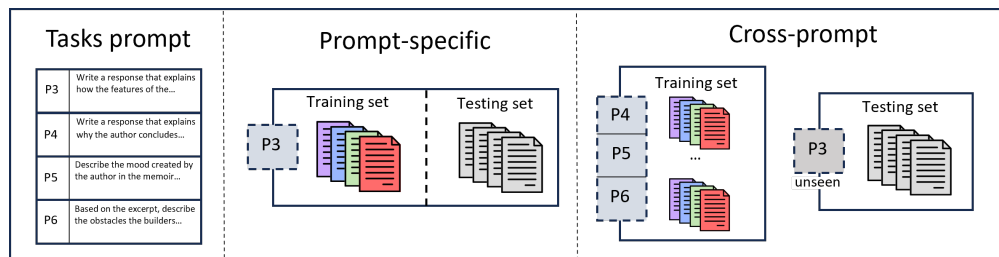 Tasks prompt
P3
Write a response that explains
how the features of the...
P4
Write a response that explains
why the author concludes...
P5
Describe the mood created by
the author in the memoir...
P6
Based on the excerpt, describe
the obstacles the builders...
Prompt-specific
P3
Training set
Testing set
Cross-prompt
P4
P5
P6
Training set
...
P3
unseen
Testing set